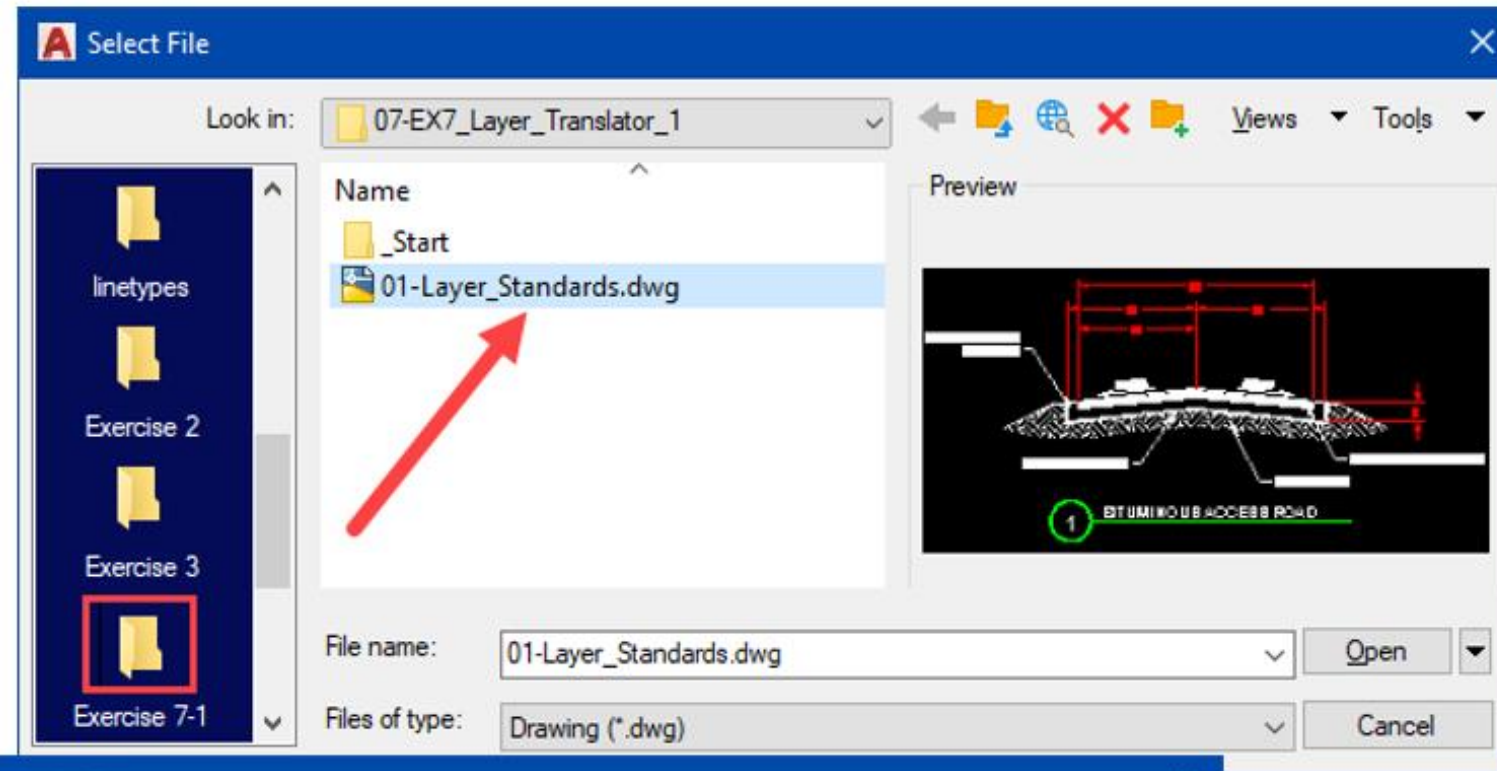 Select File
Look in: 07-EX7_Layer_Translator_1 Views Tools
Name
_Start
01-Layer_Standards.dwg
linetypes
Exercise 2
Exercise 3
Exercise 7-1
Preview
1 BITUMINOUS ACCESS ROAD
File name: 01-Layer_Standards.dwg Open
Files of type: Drawing (*.dwg) Cancel